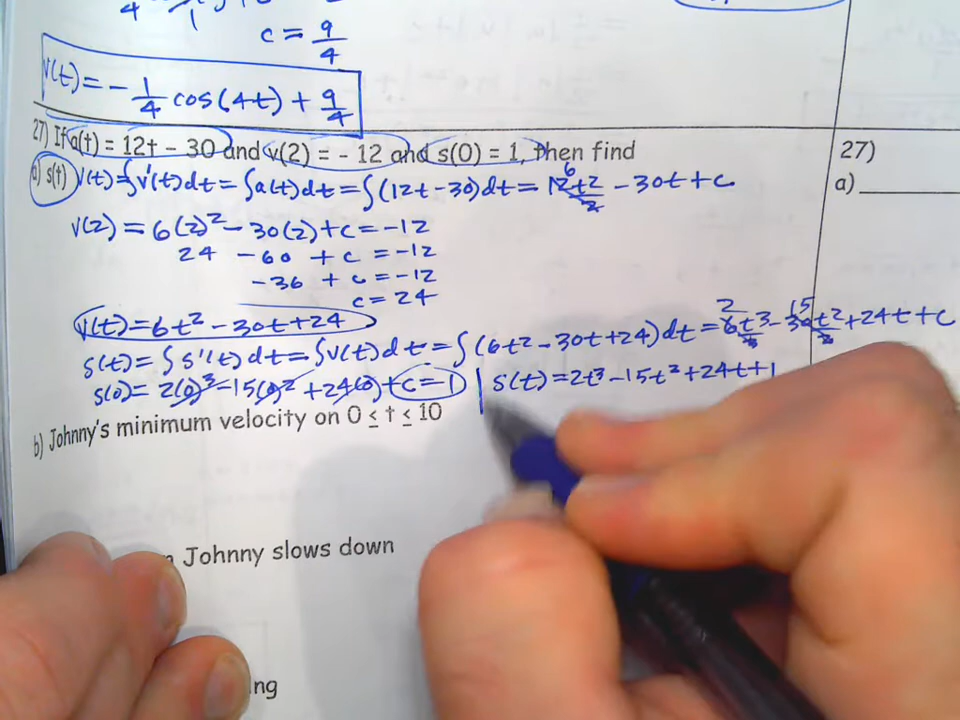 c = 9/4
v(t) = - 1/4 cos(4t) + 9/4
27) If a(t) = 12t - 30 and v(2) = - 12 and s(0) = 1, then find
27)
a) s(t) v(t) = ∫v'(t)dt = ∫a(t)dt = ∫(12t-30)dt = 12t²/2 6 - 30t + c
a)
v(2) = 6(2)² - 30(2) + c = -12
24 - 60 + c = -12
-36 + c = -12
c = 24
v(t) = 6t² - 30t + 24
s(t) = ∫s'(t)dt = ∫v(t)dt = ∫(6t² - 30t + 24)dt = 2 6t³/3 - 15 30t²/2 + 24t + c
s(0) = 2(0)³ - 15(0)² + 24(0) + c = 1 | s(t) = 2t³ - 15t² + 24t + 1
b) Johnny's minimum velocity on 0 ≤ t ≤ 10
Johnny slows down
ng